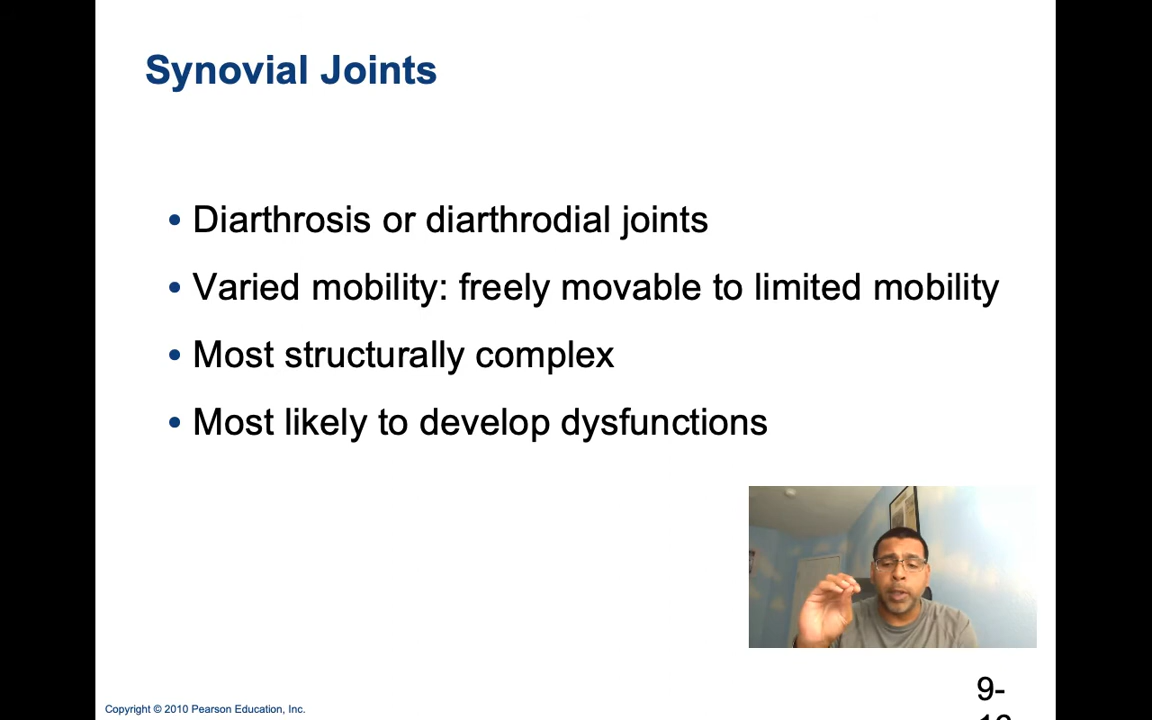 Synovial Joints
• Diarthrosis or diarthrodial joints
• Varied mobility: freely movable to limited mobility
• Most structurally complex
• Most likely to develop dysfunctions
9-
Copyright © 2010 Pearson Education, Inc.